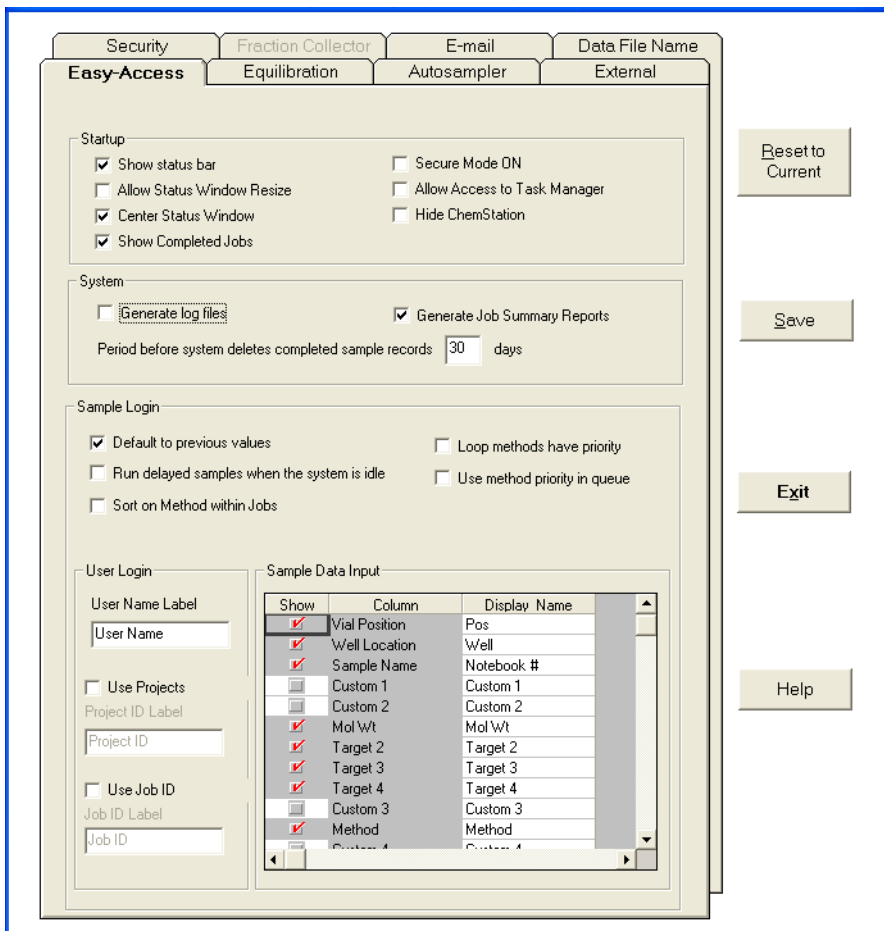 Security Fraction Collector E-mail Data File Name
Easy-Access Equilibration Autosampler External
Startup
Show status bar Secure Mode ON
Allow Status Window Resize Allow Access to Task Manager
Center Status Window Hide ChemStation
Show Completed Jobs
Reset to
Current
System
Generate log files Generate Job Summary Reports
Period before system deletes completed sample records 30 days
Save
Sample Login
Default to previous values Loop methods have priority
Run delayed samples when the system is idle Use method priority in queue
Sort on Method within Jobs
Exit
User Login
User Name Label
User Name
Use Projects
Project ID Label
Project ID
Use Job ID
Job ID Label
Job ID
Sample Data Input
Show Column Display Name
Vial Position Pos
Well Location Well
Sample Name Notebook #
Custom 1 Custom 1
Custom 2 Custom 2
Mol Wt Mol Wt
Target 2 Target 2
Target 3 Target 3
Target 4 Target 4
Custom 3 Custom 3
Method Method
Custom 4 Custom 4
Help